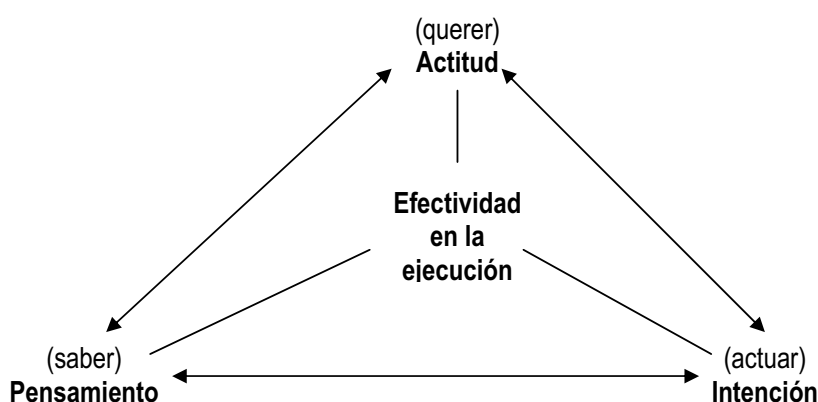 (querer)
Actitud
Efectividad
en la
ejecución
(saber)
Pensamiento
(actuar)
Intención